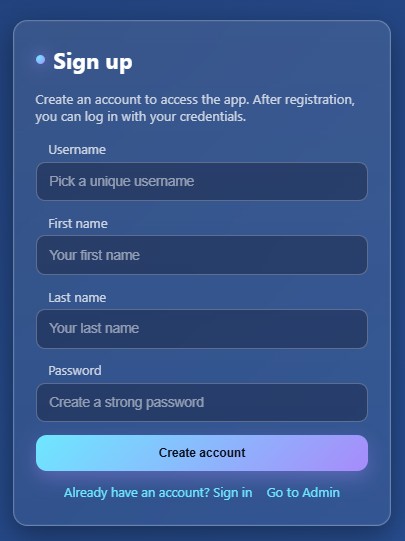 Sign up
Create an account to access the app. After registration,
you can log in with your credentials.
Username
Pick a unique username
First name
Your first name
Last name
Your last name
Password
Create a strong password
Create account
Already have an account? Sign in Go to Admin